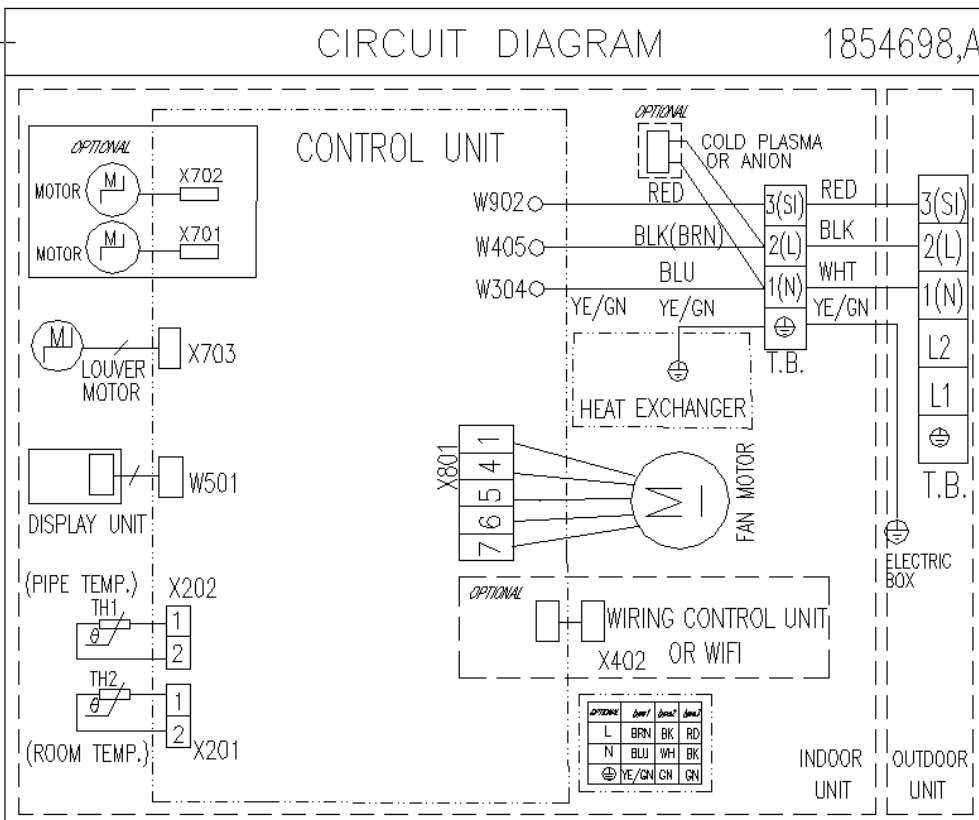 CIRCUIT DIAGRAM
1854698,A
CONTROL UNIT
OPTIONAL
MOTOR
M
X702
MOTOR
M
X701
M
LOUVER
MOTOR
X703
DISPLAY UNIT
W501
(PIPE TEMP.)
TH1
θ
X202
1
2
TH2
θ
1
2
X201
(ROOM TEMP.)
OPTIONAL
COLD PLASMA
OR ANION
W902
RED
3(SI)
RED
3(SI)
W405
BLK(BRN)
2(L)
BLK
2(L)
W304
BLU
1(N)
WHT
1(N)
YE/GN
YE/GN
YE/GN
T.B.
L2
L1
T.B.
HEAT EXCHANGER
X801
1
4
5
6
7
M
FAN MOTOR
ELECTRIC
BOX
OPTIONAL
WIRING CONTROL UNIT
OR WIFI
X402
OPTIONAL type1 type2 type3
L BRN BK RD
N BLU WH BK
YE/GN GN GN
INDOOR
UNIT
OUTDOOR
UNIT